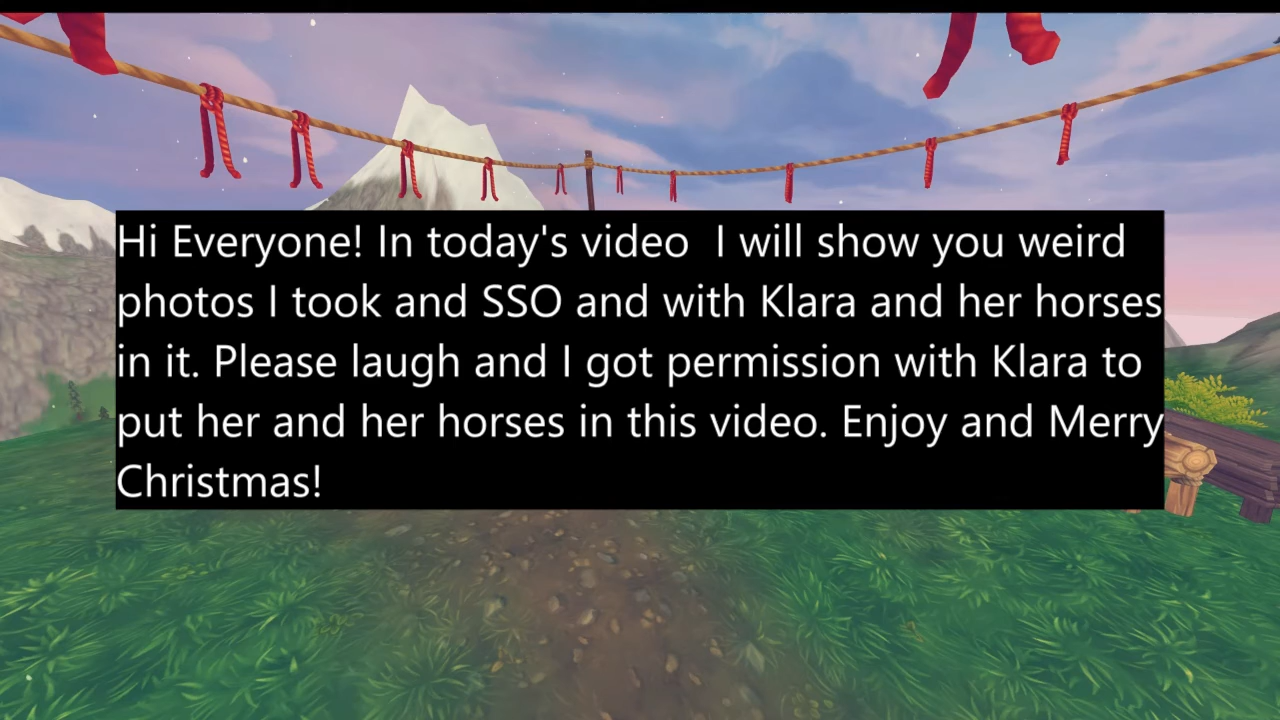 Hi Everyone! In today's video  I will show you weird
photos I took and SSO and with Klara and her horses
in it. Please laugh and I got permission with Klara to
put her and her horses in this video. Enjoy and Merry
Christmas!